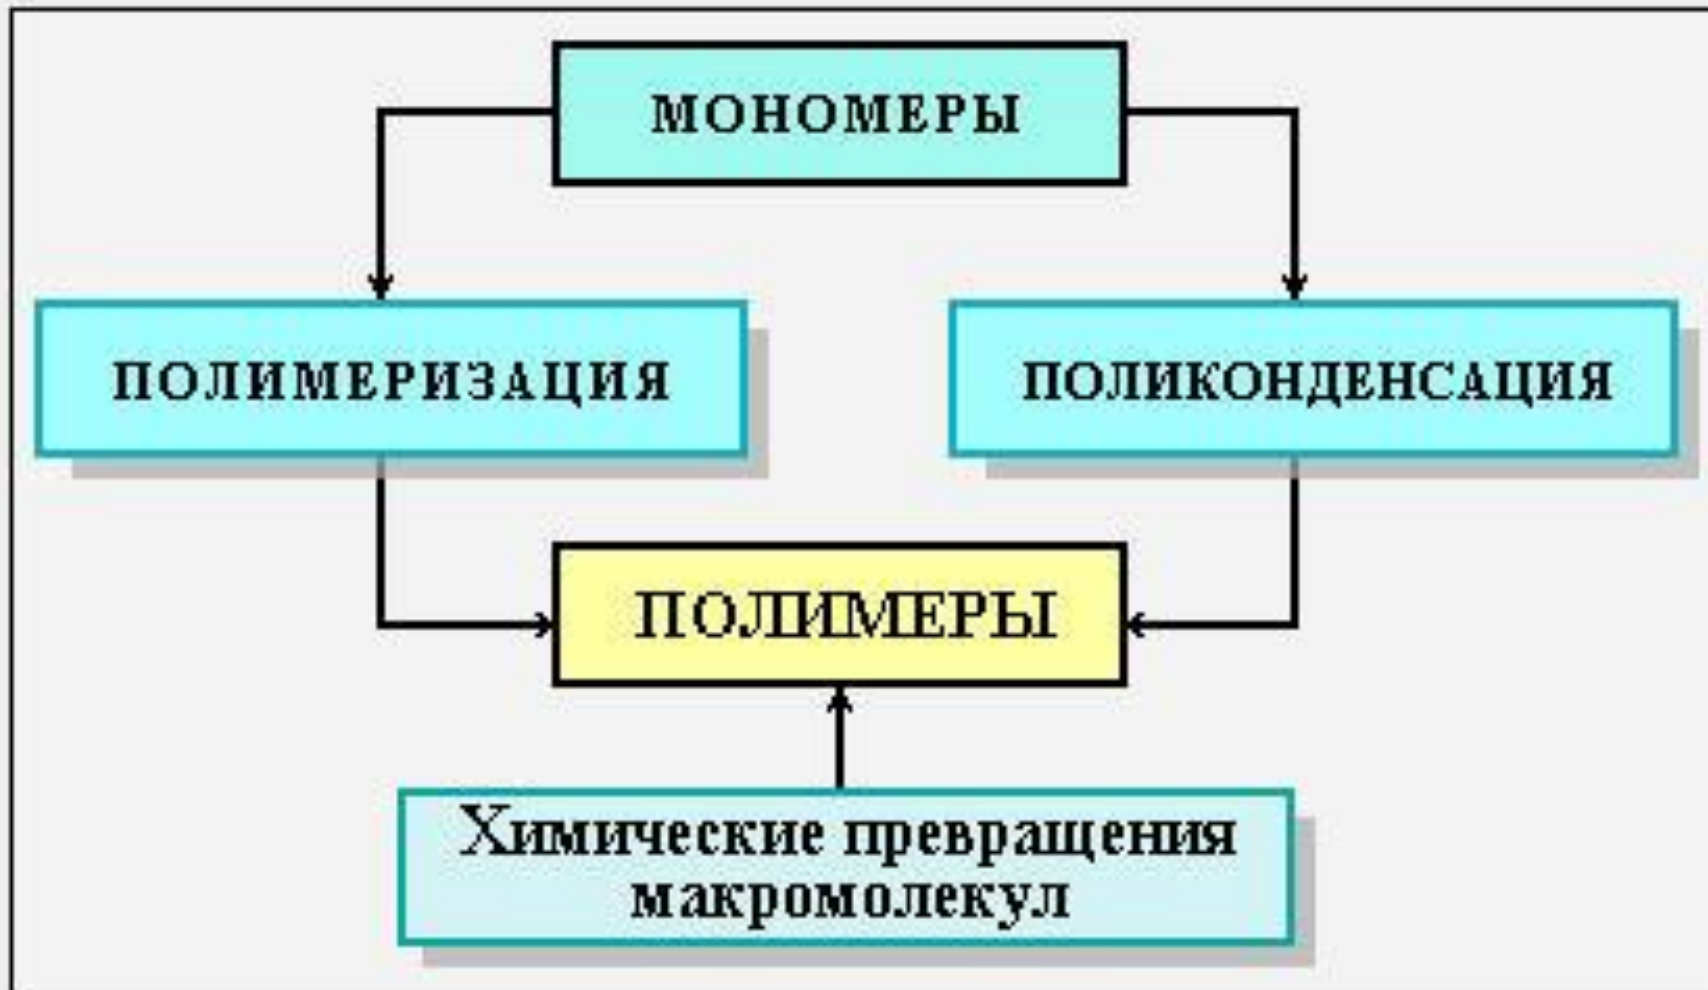 МОНОМЕРЫ
ПОЛИМЕРИЗАЦИЯ
ПОЛИКОНДЕНСАЦИЯ
ПОЛИМЕРЫ
Химические превращения
макромолекул